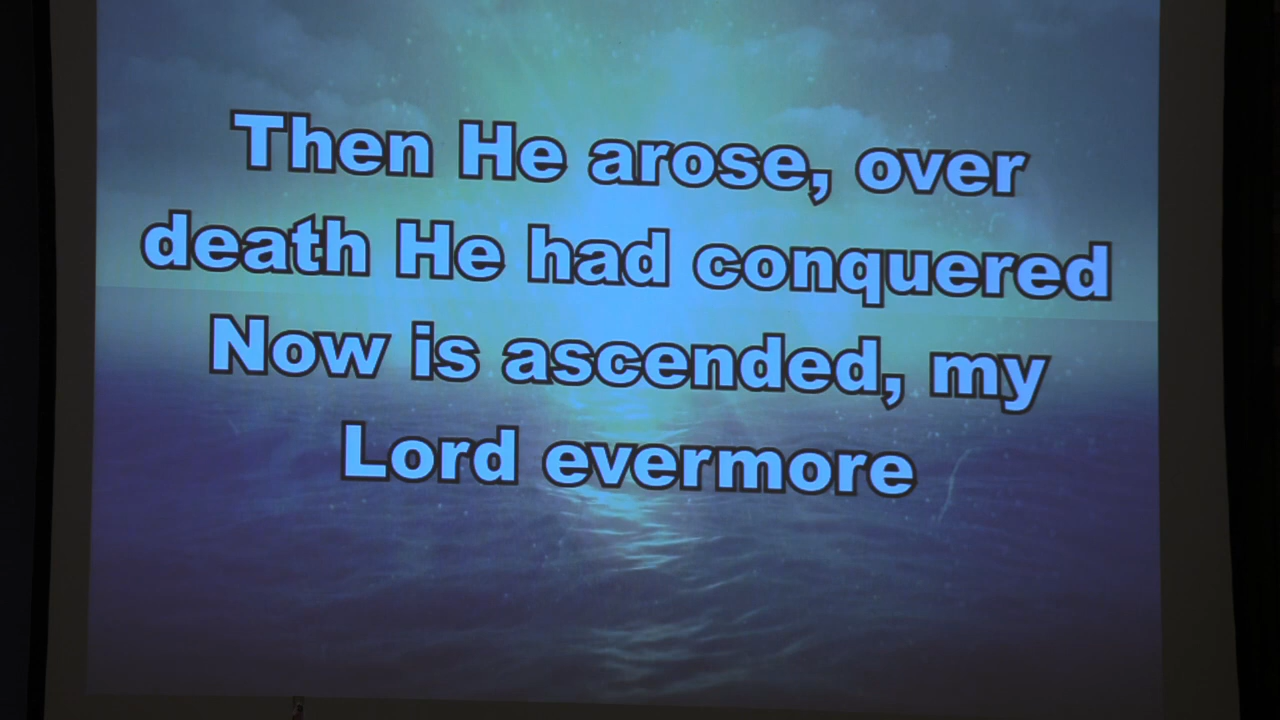 Then He arose, over
death He had conquered
Now is ascended, my
Lord evermore